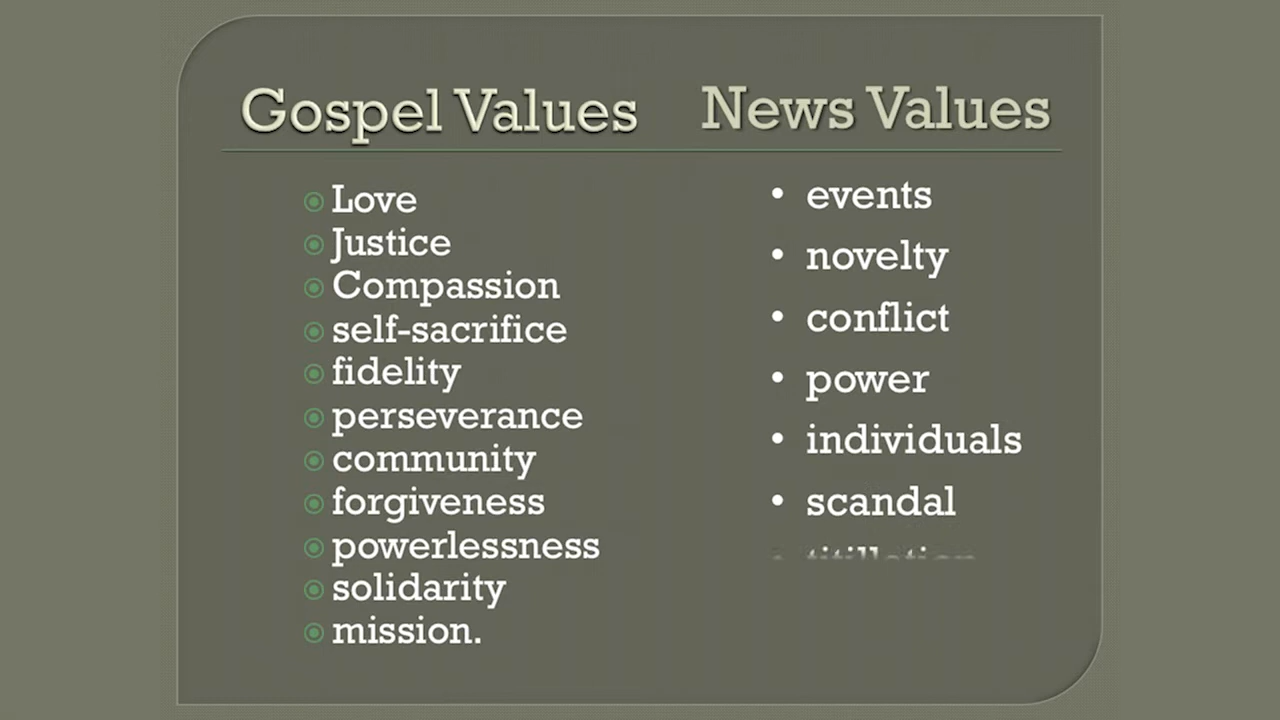 Gospel Values
Love
Justice
Compassion
self-sacrifice
fidelity
perseverance
community
forgiveness
powerlessness
solidarity
mission.
News Values
events
novelty
conflict
power
individuals
scandal